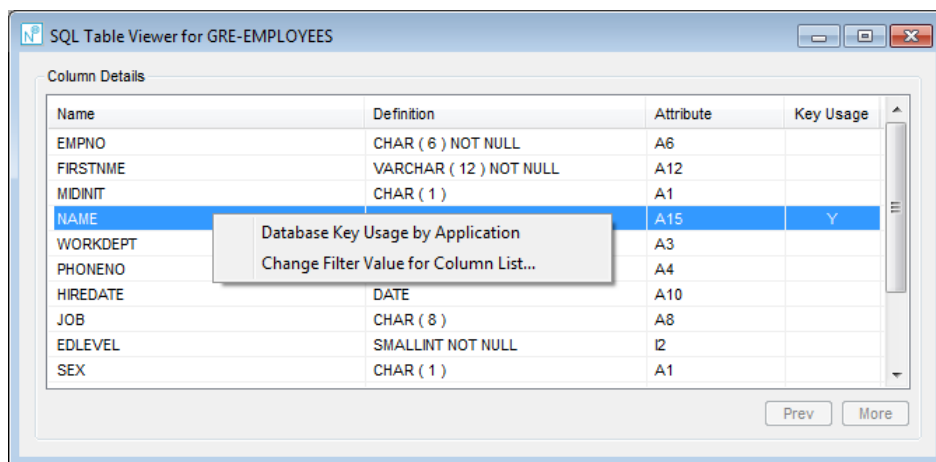 SQL Table Viewer for GRE-EMPLOYEES
Column Details
Name Definition Attribute Key Usage
EMPNO CHAR ( 6 ) NOT NULL A6
FIRSTNME VARCHAR ( 12 ) NOT NULL A12
MIDINIT CHAR ( 1 ) A1
NAME A15 Y
Database Key Usage by Application
WORKDEPT A3
Change Filter Value for Column List...
PHONENO A4
HIREDATE DATE A10
JOB CHAR ( 8 ) A8
EDLEVEL SMALLINT NOT NULL I2
SEX CHAR ( 1 ) A1
Prev More